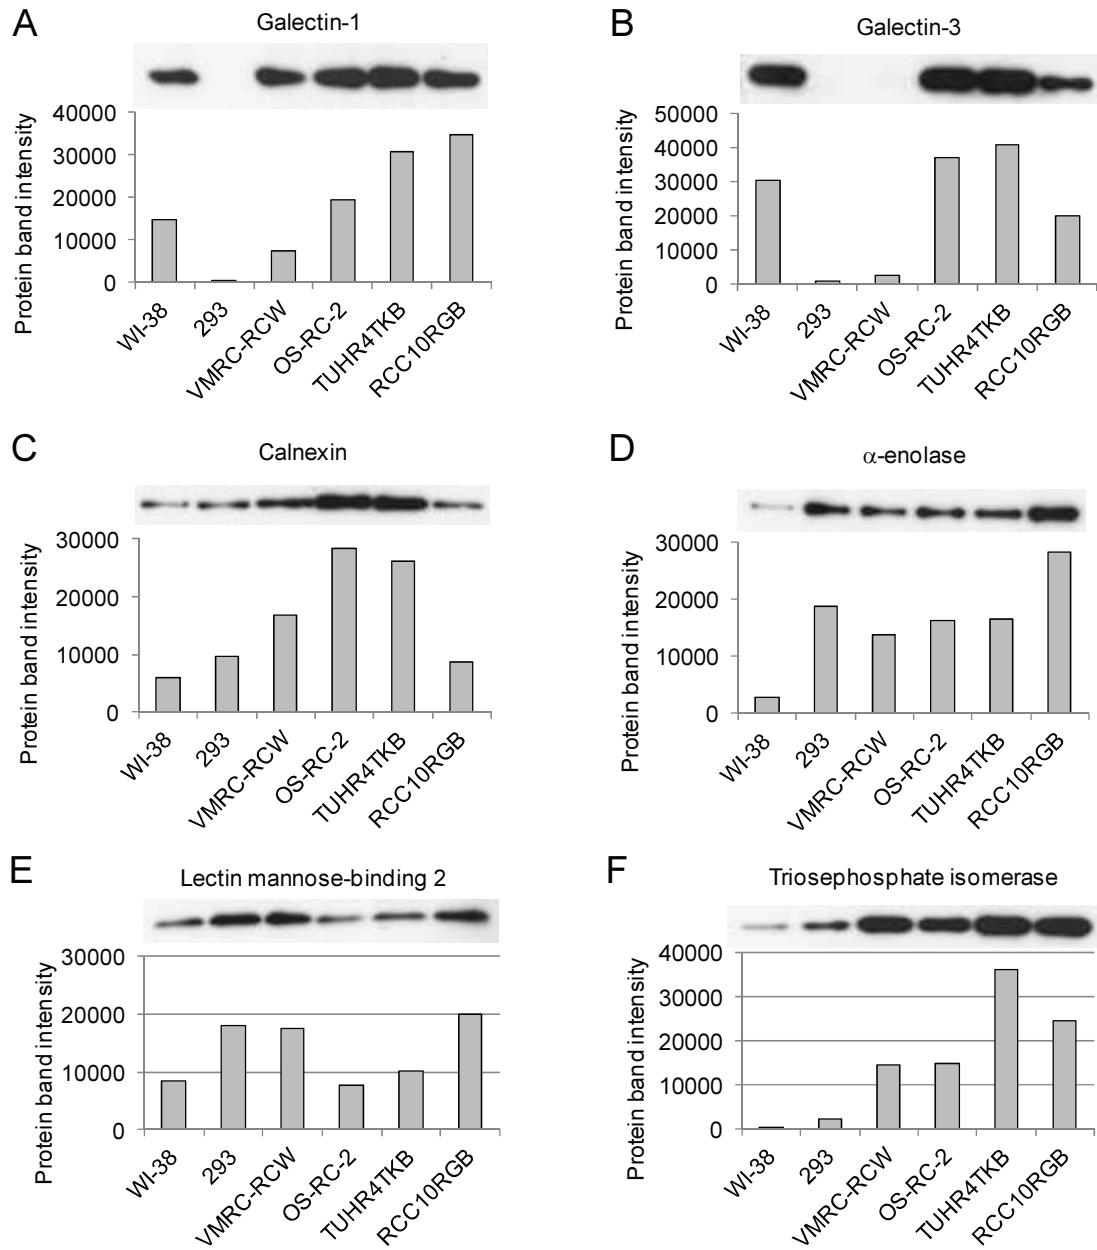 A
Galectin-1
Protein band intensity
40000
30000
20000
10000
0
WI-38
293
VMRC-RCW
OS-RC-2
TUHR4TKB
RCC10RGB
B
Galectin-3
Protein band intensity
50000
40000
30000
20000
10000
0
WI-38
293
VMRC-RCW
OS-RC-2
TUHR4TKB
RCC10RGB
C
Calnexin
Protein band intensity
30000
20000
10000
0
WI-38
293
VMRC-RCW
OS-RC-2
TUHR4TKB
RCC10RGB
D
α-enolase
Protein band intensity
30000
20000
10000
0
WI-38
293
VMRC-RCW
OS-RC-2
TUHR4TKB
RCC10RGB
E
Lectin mannose-binding 2
Protein band intensity
30000
20000
10000
0
WI-38
293
VMRC-RCW
OS-RC-2
TUHR4TKB
RCC10RGB
F
Triosephosphate isomerase
Protein band intensity
40000
30000
20000
10000
0
WI-38
293
VMRC-RCW
OS-RC-2
TUHR4TKB
RCC10RGB